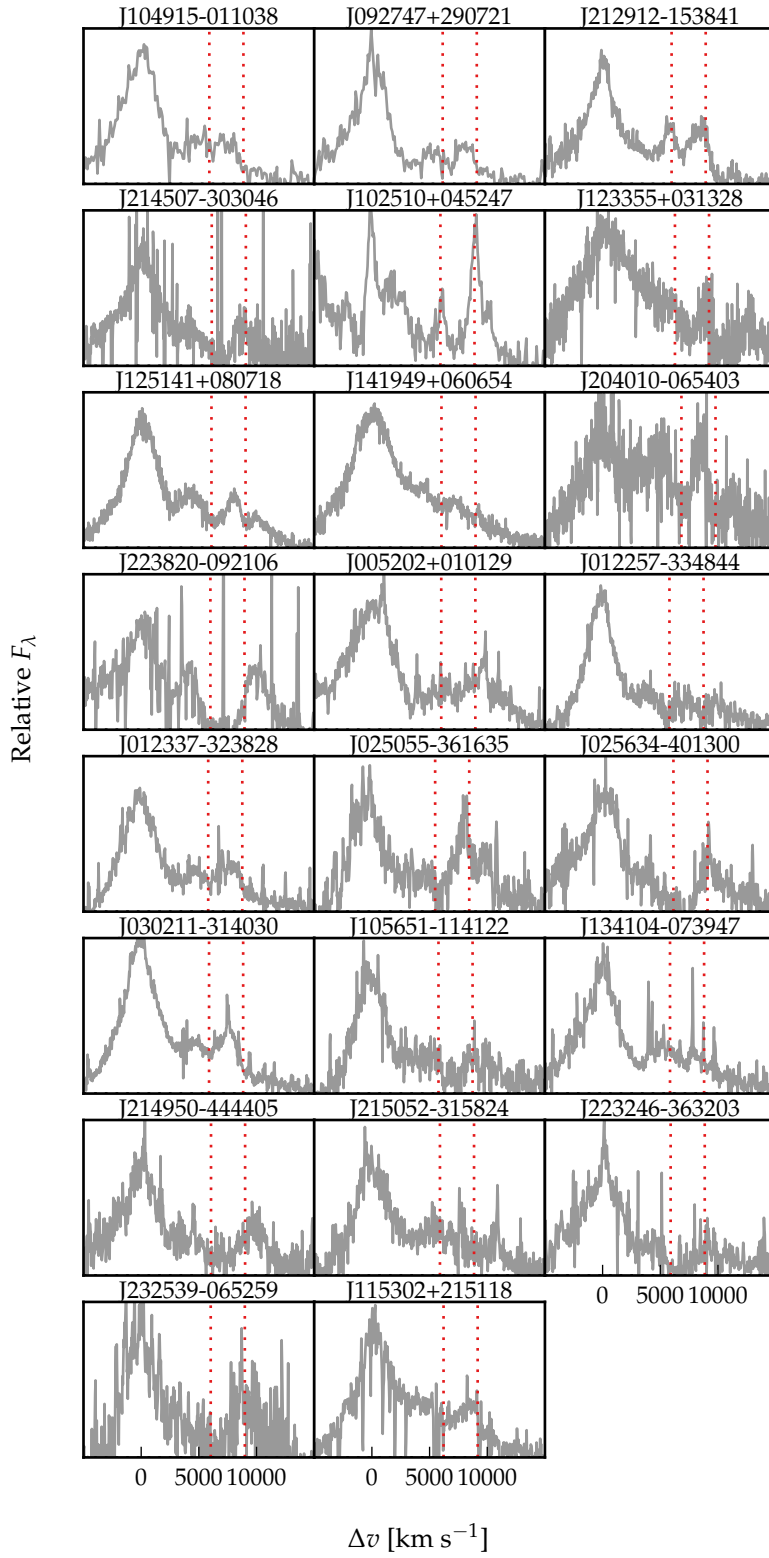 J104915-011038 J092747+290721 J212912-153841
J214507-303046 J102510+045247 J123355+031328
J125141+080718 J141949+060654 J204010-065403
J223820-092106 J005202+010129 J012257-334844
J012337-323828 J025055-361635 J025634-401300
J030211-314030 J105651-114122 J134104-073947
J214950-444405 J215052-315824 J223246-363203
0 5000 10000
J232539-065259 J115302+215118
0 5000 10000 0 5000 10000
Relative F_λ
Δv [km s⁻¹]